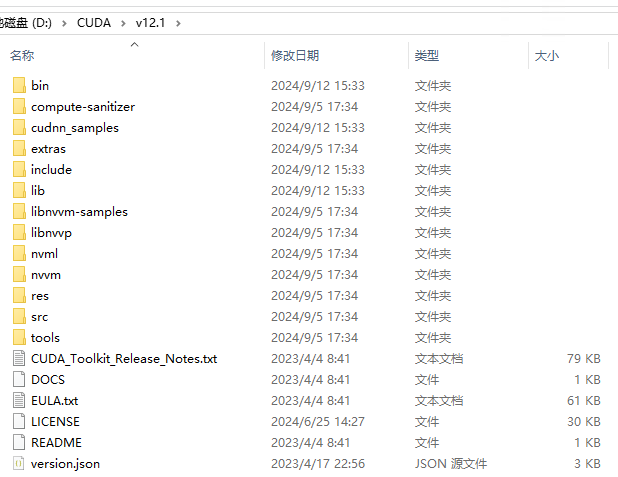 地磁盘 (D:) > CUDA > v12.1 >
名称 修改日期 类型 大小
bin 2024/9/12 15:33 文件夹
compute-sanitizer 2024/9/5 17:34 文件夹
cudnn_samples 2024/9/12 15:33 文件夹
extras 2024/9/5 17:34 文件夹
include 2024/9/12 15:33 文件夹
lib 2024/9/12 15:33 文件夹
libnvvm-samples 2024/9/5 17:34 文件夹
libnvvp 2024/9/5 17:34 文件夹
nvml 2024/9/5 17:34 文件夹
nvvm 2024/9/5 17:34 文件夹
res 2024/9/5 17:34 文件夹
src 2024/9/5 17:34 文件夹
tools 2024/9/5 17:34 文件夹
CUDA_Toolkit_Release_Notes.txt 2023/4/4 8:41 文本文档 79 KB
DOCS 2023/4/4 8:41 文件 1 KB
EULA.txt 2023/4/4 8:41 文本文档 61 KB
LICENSE 2024/6/25 14:27 文件 30 KB
README 2023/4/4 8:41 文件 1 KB
version.json 2023/4/17 22:56 JSON 源文件 3 KB